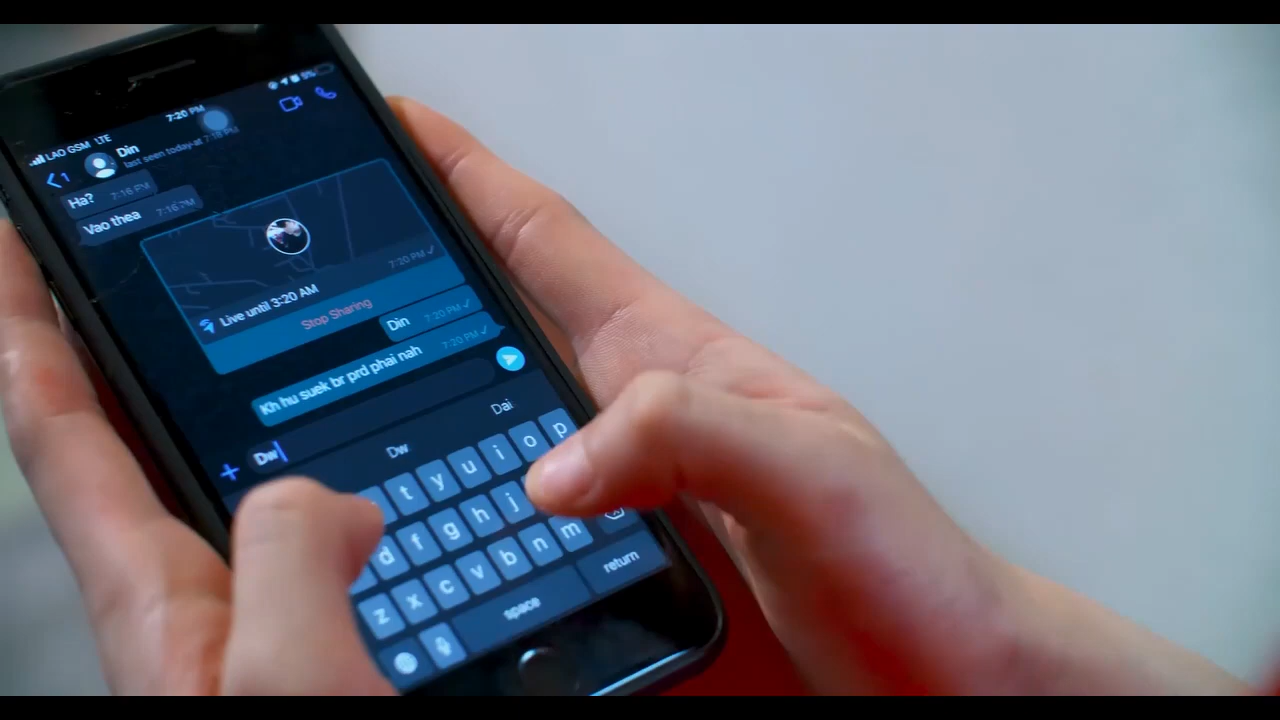 LAO GSM LTE
7:20 PM
5%
1
Din
last seen today at 7:18 PM
Ha? 7:16 PM
Vao thea 7:16 PM
7:20 PM
Live until 3:20 AM
Stop Sharing
Din 7:20 PM
Kh hu suek br prd phai nah 7:20 PM
Dw
Dw Dai
t y u i o p
d f g h j
z x c v b n m
space return